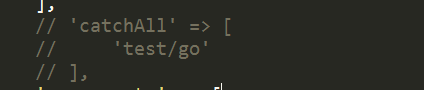 ],
// 'catchAll' => [
//     'test/go'
// ],